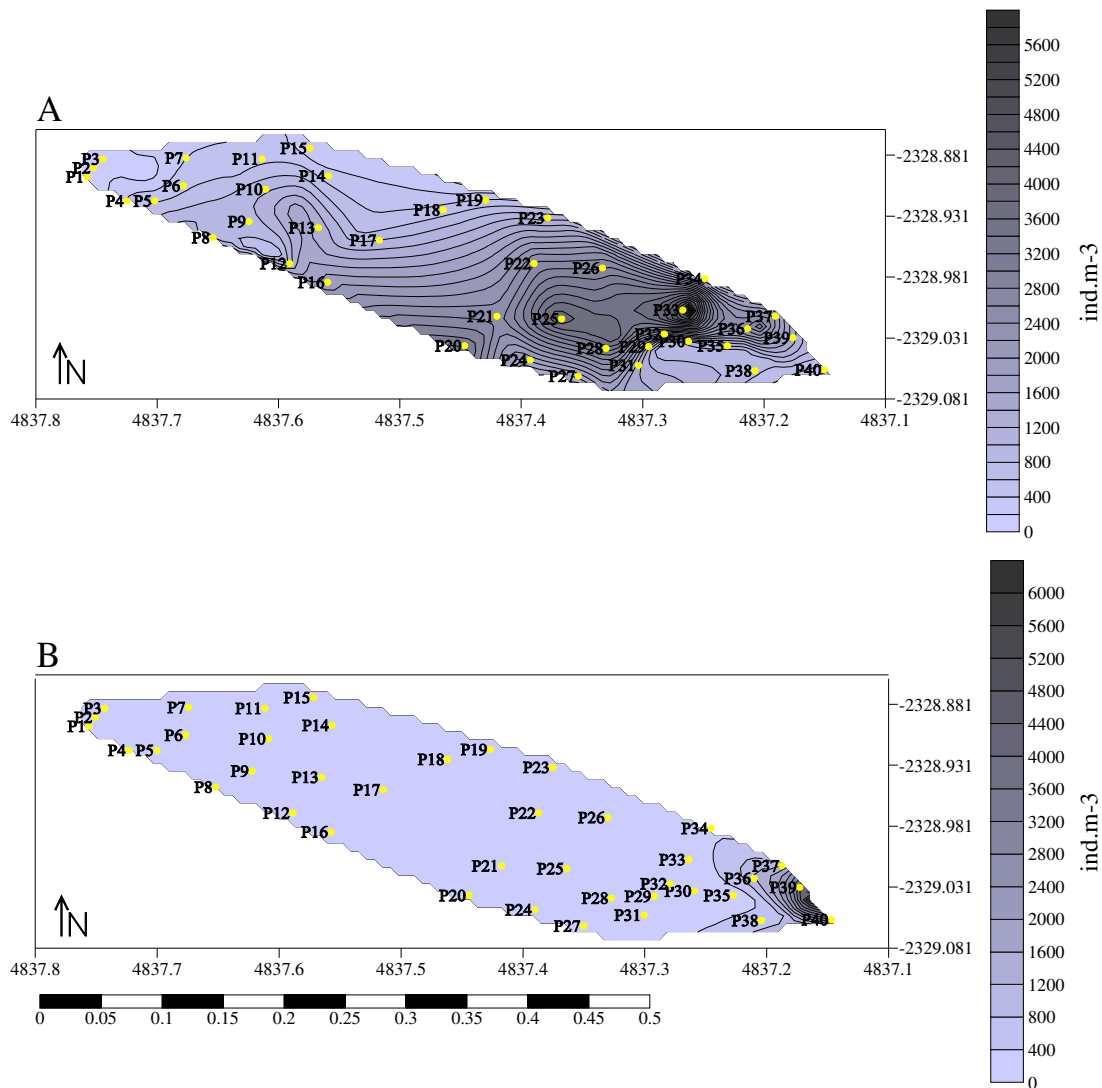 A
P1
P2
P3
P4
P5
P6
P7
P8
P9
P10
P11
P12
P13
P14
P15
P16
P17
P18
P19
P20
P21
P22
P23
P24
P25
P26
P27
P28
P29
P30
P31
P32
P33
P34
P35
P36
P37
P38
P39
P40
N
-2328.881
-2328.931
-2328.981
-2329.031
-2329.081
4837.8
4837.7
4837.6
4837.5
4837.4
4837.3
4837.2
4837.1
5600
5200
4800
4400
4000
3600
3200
2800
2400
2000
1600
1200
800
400
0
ind.m-3
B
P1
P2
P3
P4
P5
P6
P7
P8
P9
P10
P11
P12
P13
P14
P15
P16
P17
P18
P19
P20
P21
P22
P23
P24
P25
P26
P27
P28
P29
P30
P31
P32
P33
P34
P35
P36
P37
P38
P39
P40
N
-2328.881
-2328.931
-2328.981
-2329.031
-2329.081
4837.8
4837.7
4837.6
4837.5
4837.4
4837.3
4837.2
4837.1
6000
5600
5200
4800
4400
4000
3600
3200
2800
2400
2000
1600
1200
800
400
0
ind.m-3
0 0.05 0.1 0.15 0.2 0.25 0.3 0.35 0.4 0.45 0.5